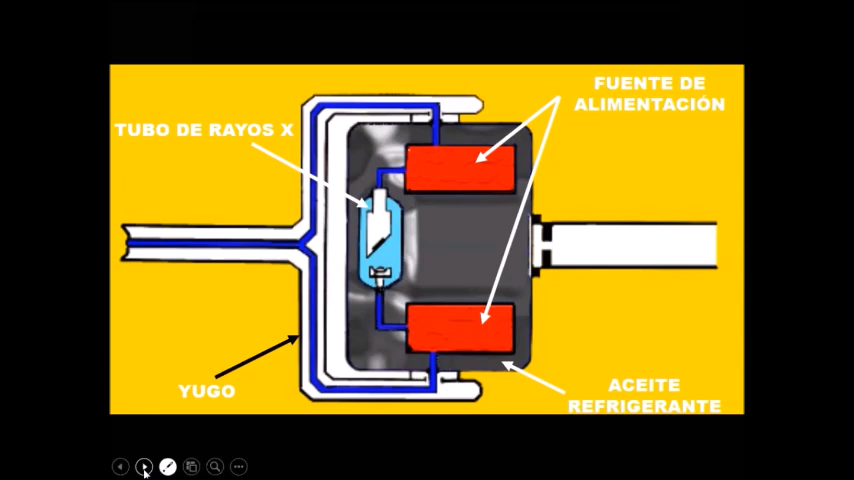 FUENTE DE
ALIMENTACIÓN
TUBO DE RAYOS X
YUGO
ACEITE
REFRIGERANTE